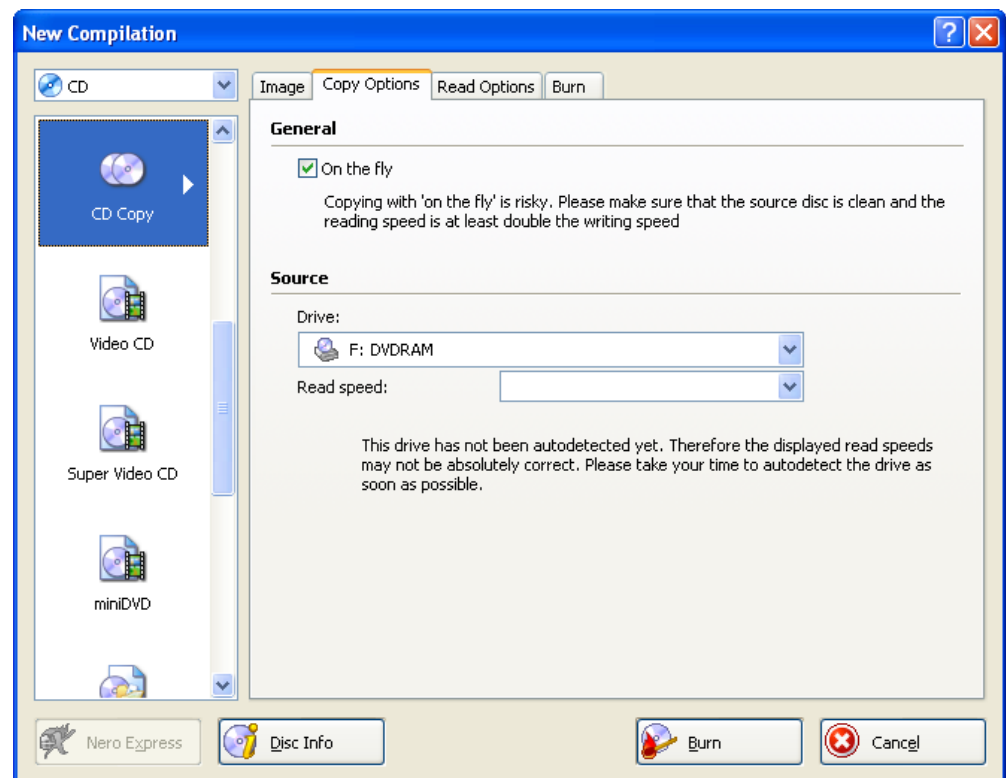 New Compilation
CD
Image
Copy Options
Read Options
Burn
CD Copy
Video CD
Super Video CD
miniDVD
General
On the fly
Copying with 'on the fly' is risky. Please make sure that the source disc is clean and the
reading speed is at least double the writing speed
Source
Drive:
F: DVDRAM
Read speed:
This drive has not been autodetected yet. Therefore the displayed read speeds
may not be absolutely correct. Please take your time to autodetect the drive as
soon as possible.
Nero Express
Disc Info
Burn
Cancel